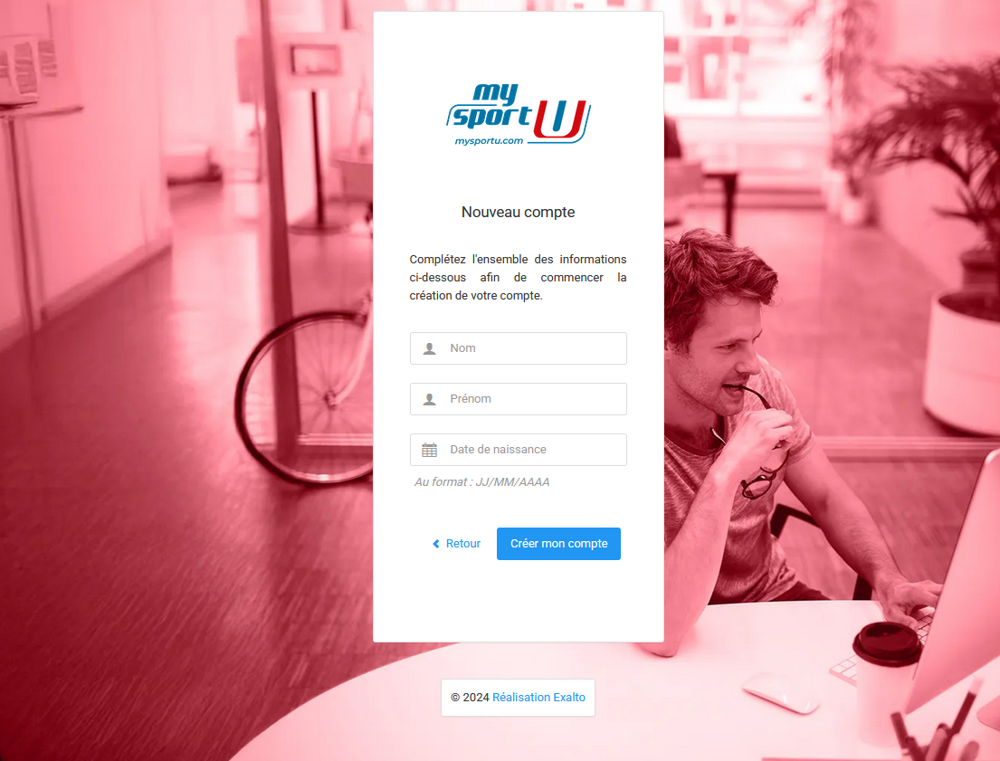 my
sportU
mysportu.com
Nouveau compte
Complétez l'ensemble des informations
ci-dessous afin de commencer la
création de votre compte.
Nom
Prénom
Date de naissance
Au format : JJ/MM/AAAA
Retour
Créer mon compte
© 2024 Réalisation Exalto